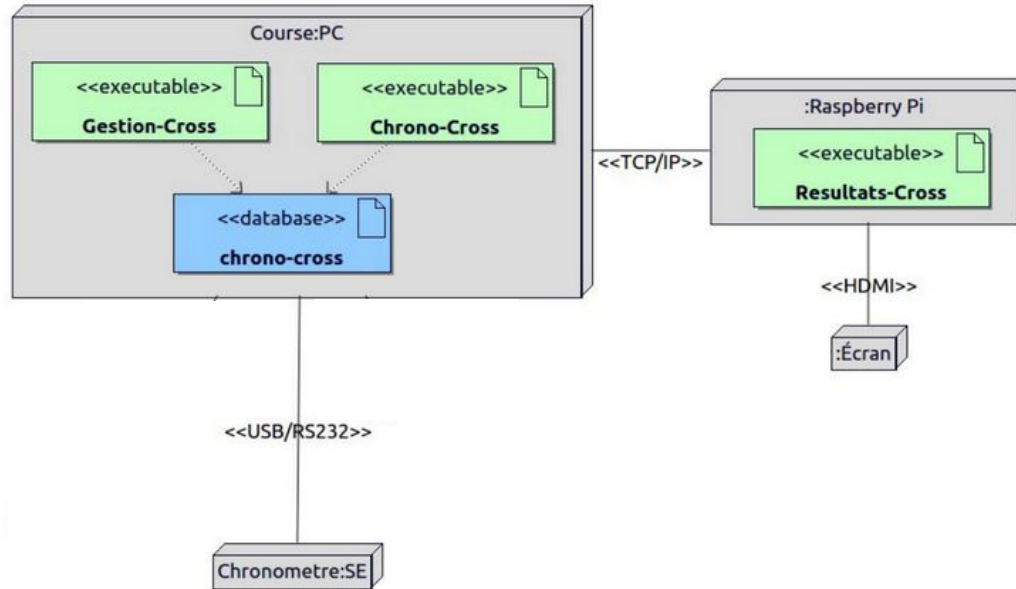 Course:PC
<<executable>>
Gestion-Cross
<<executable>>
Chrono-Cross
<<database>>
chrono-cross
<<TCP/IP>>
:Raspberry Pi
<<executable>>
Resultats-Cross
<<HDMI>>
:Écran
<<USB/RS232>>
Chronometre:SE